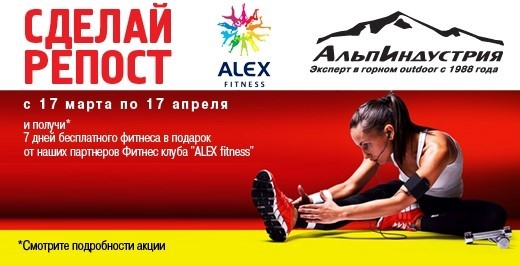 СДЕЛАЙ
РЕПОСТ
ALEX
FITNESS
АЛЬПИНДУСТРИЯ
Эксперт в горном outdoor с 1988 года
с 17 марта по 17 апреля
и получи*
7 дней бесплатного фитнеса в подарок
от наших партнеров Фитнес клуба "ALEX fitness"
*Смотрите подробности акции